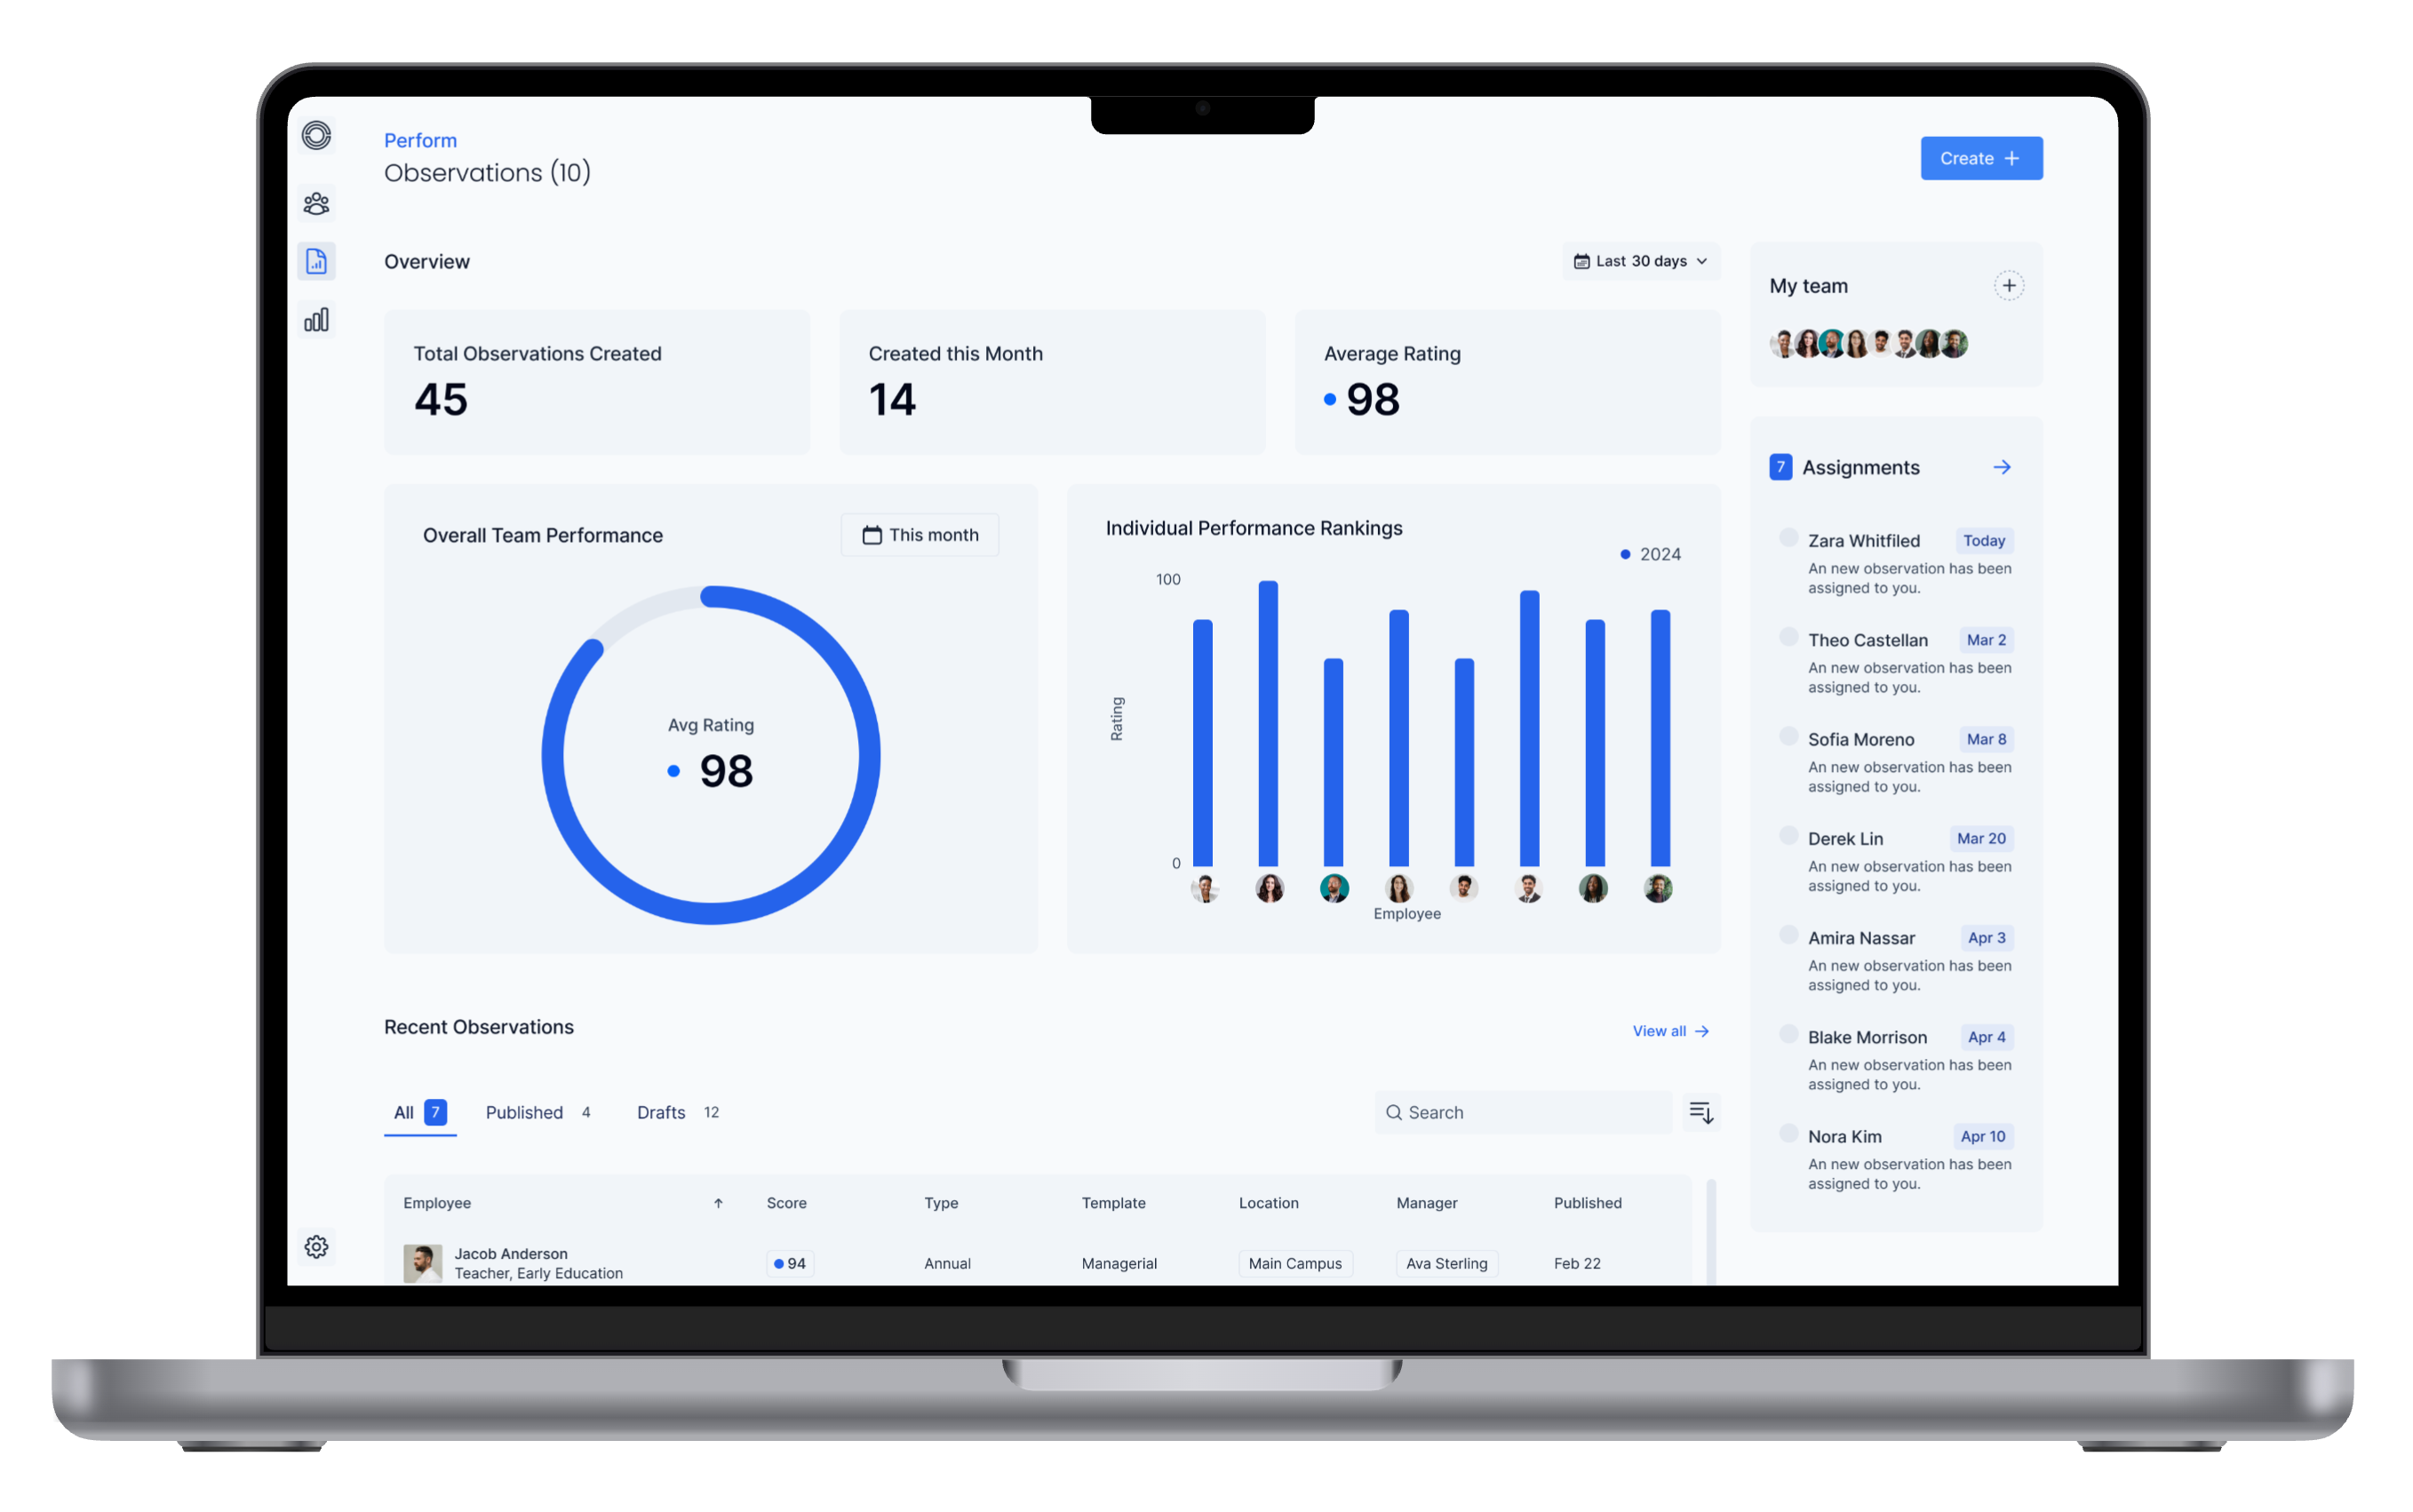 Perform
Observations (10)
Create
Overview
Last 30 days
Total Observations Created
45
Created this Month
14
Average Rating
98
Overall Team Performance
This month
Avg Rating
98
Individual Performance Rankings
2024
100
Rating
0
Employee
My team
7 Assignments
Zara Whitfiled Today
An new observation has been
assigned to you.
Theo Castellan Mar 2
An new observation has been
assigned to you.
Sofia Moreno Mar 8
An new observation has been
assigned to you.
Derek Lin Mar 20
An new observation has been
assigned to you.
Amira Nassar Apr 3
An new observation has been
assigned to you.
Blake Morrison Apr 4
An new observation has been
assigned to you.
Nora Kim Apr 10
An new observation has been
assigned to you.
Recent Observations
View all
All 7 Published 4 Drafts 12
Search
Employee Score Type Template Location Manager Published
Jacob Anderson
Teacher, Early Education
94 Annual Managerial Main Campus Ava Sterling Feb 22